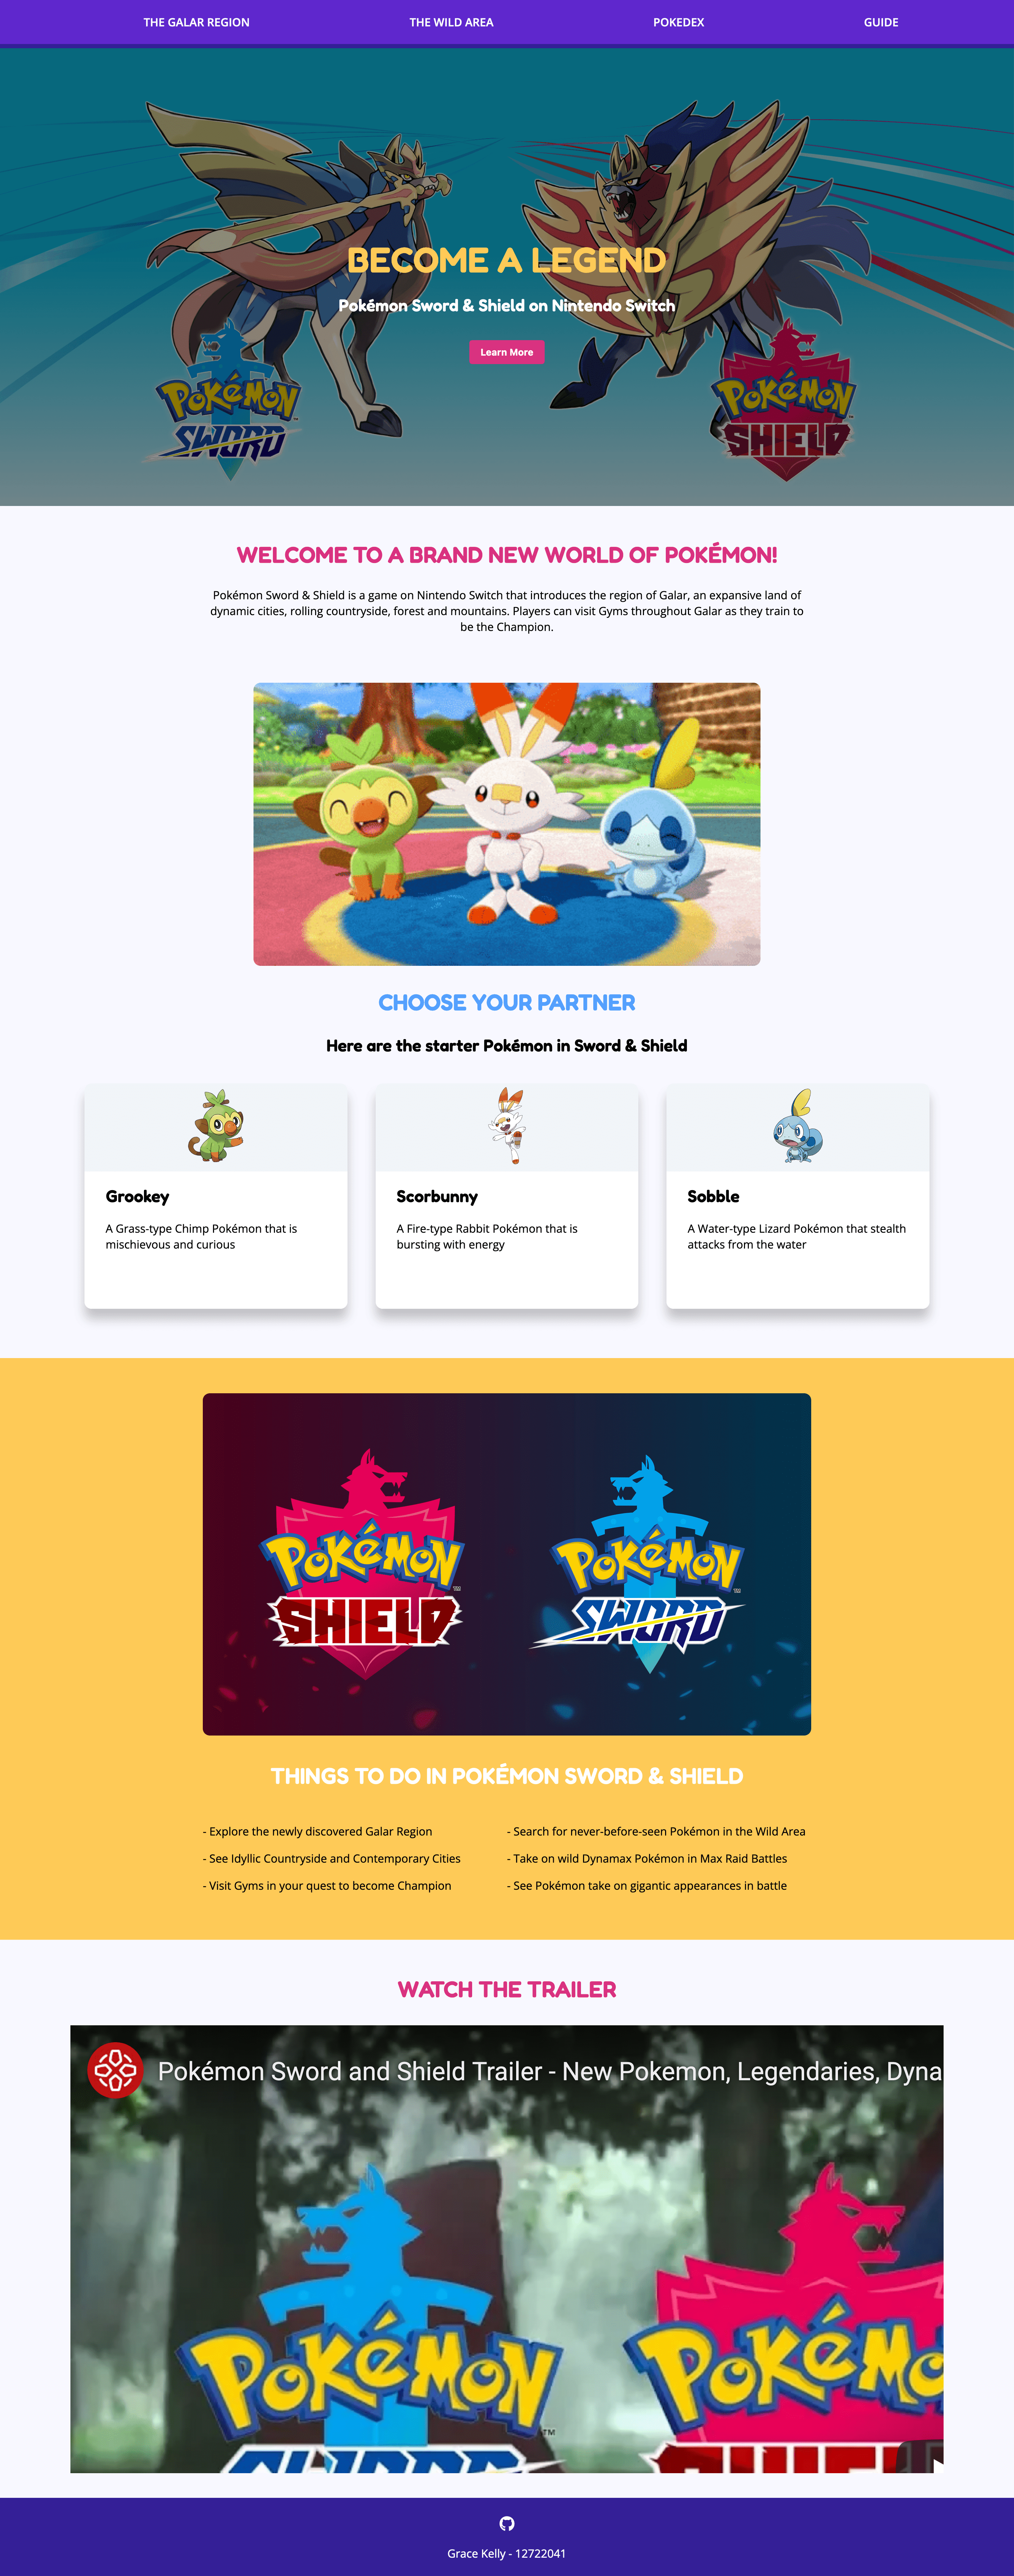 THE GALAR REGION
THE WILD AREA
POKEDEX
GUIDE
BECOME A LEGEND
Pokémon Sword & Shield on Nintendo Switch
Learn More
POKéMON
SWORD
POKéMON
SHIELD
WELCOME TO A BRAND NEW WORLD OF POKÉMON!
Pokémon Sword & Shield is a game on Nintendo Switch that introduces the region of Galar, an expansive land of
dynamic cities, rolling countryside, forest and mountains. Players can visit Gyms throughout Galar as they train to
be the Champion.
CHOOSE YOUR PARTNER
Here are the starter Pokémon in Sword & Shield
Grookey
A Grass-type Chimp Pokémon that is
mischievous and curious
Scorbunny
A Fire-type Rabbit Pokémon that is
bursting with energy
Sobble
A Water-type Lizard Pokémon that stealth
attacks from the water
POKéMON
SHIELD
TM
POKéMON
SWORD
TM
THINGS TO DO IN POKÉMON SWORD & SHIELD
- Explore the newly discovered Galar Region
- See Idyllic Countryside and Contemporary Cities
- Visit Gyms in your quest to become Champion
- Search for never-before-seen Pokémon in the Wild Area
- Take on wild Dynamax Pokémon in Max Raid Battles
- See Pokémon take on gigantic appearances in battle
WATCH THE TRAILER
Pokémon Sword and Shield Trailer - New Pokemon, Legendaries, Dyna
POKéMON
TM
SWORD
POKéMO
SHIELD
Grace Kelly - 12722041